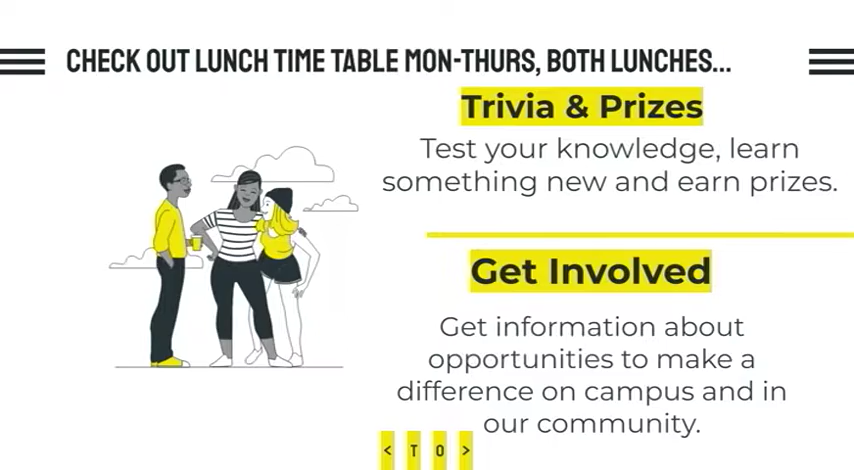 CHECK OUT LUNCH TIME TABLE MON-THURS, BOTH LUNCHES...
Trivia & Prizes
Test your knowledge, learn
something new and earn prizes.
Get Involved
Get information about
opportunities to make a
difference on campus and in
our community.
< T O >